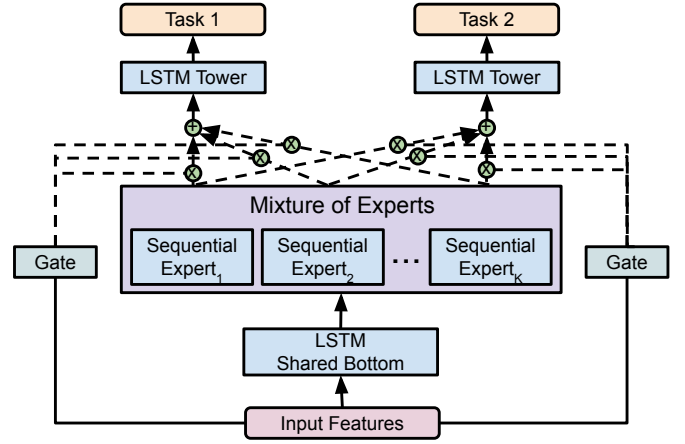 Task 1
Task 2
LSTM Tower
LSTM Tower
+
+
X
X
X
X
X
X
Mixture of Experts
Sequential
Expert1
Sequential
Expert2
...
Sequential
ExpertK
Gate
Gate
LSTM
Shared Bottom
Input Features